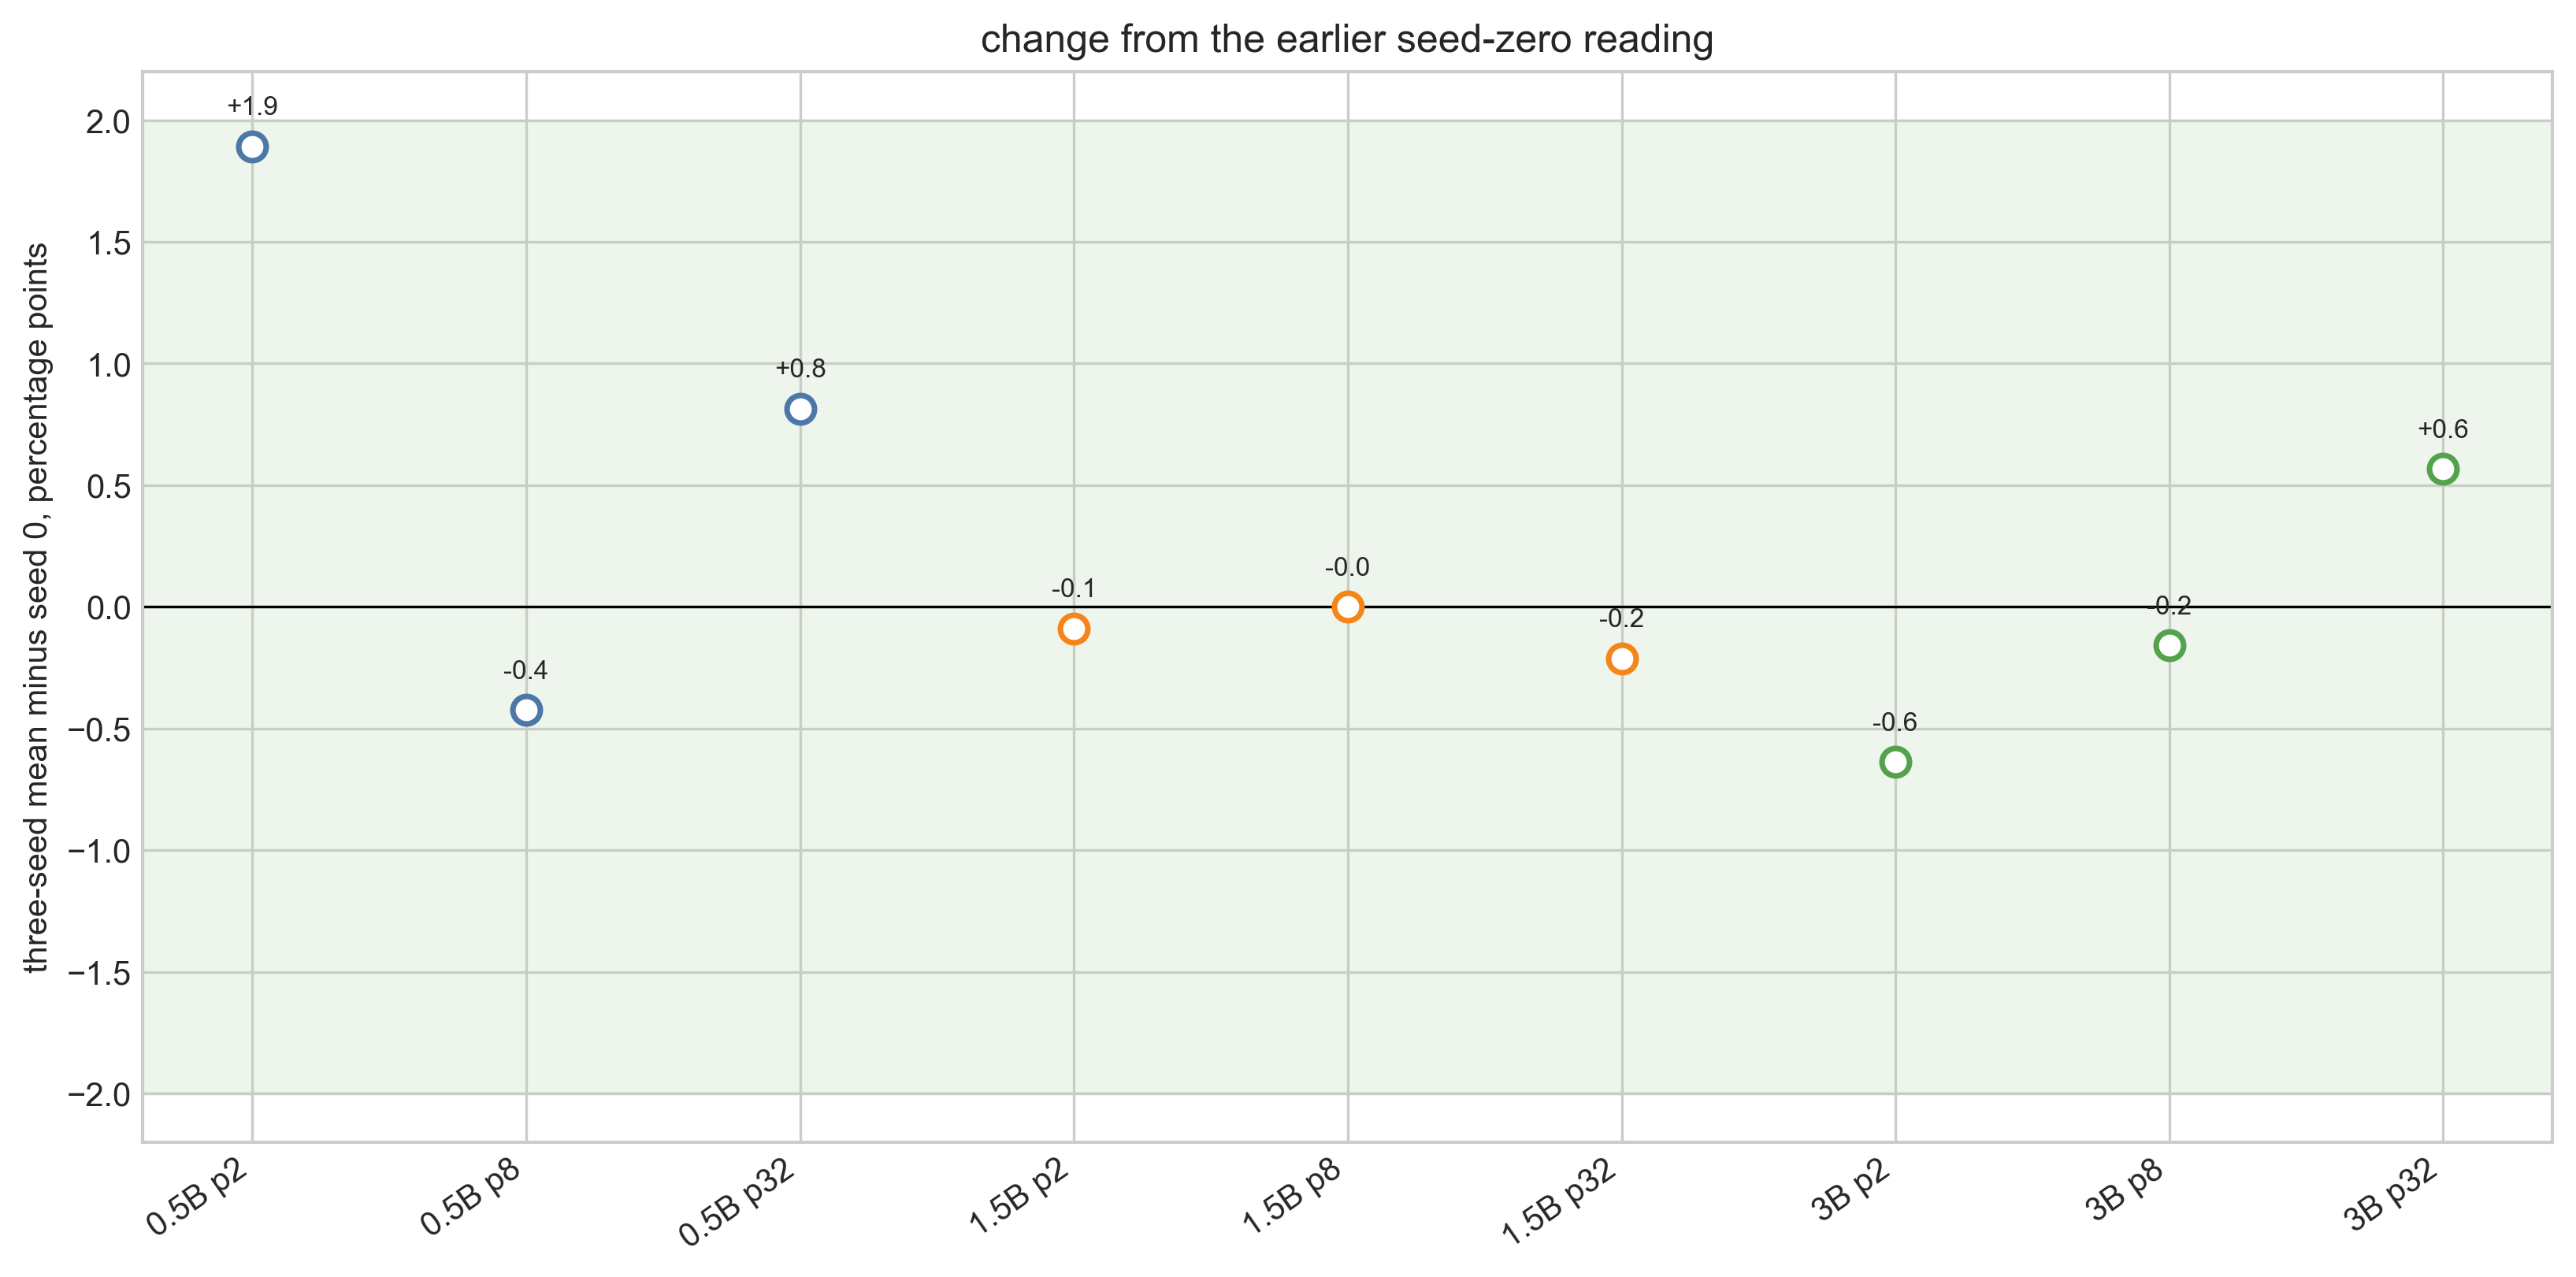 change from the earlier seed-zero reading
three-seed mean minus seed 0, percentage points
2.0
1.5
1.0
0.5
0.0
−0.5
−1.0
−1.5
−2.0
+1.9
-0.4
+0.8
-0.1
-0.0
-0.2
-0.6
-0.2
+0.6
0.5B p2
0.5B p8
0.5B p32
1.5B p2
1.5B p8
1.5B p32
3B p2
3B p8
3B p32